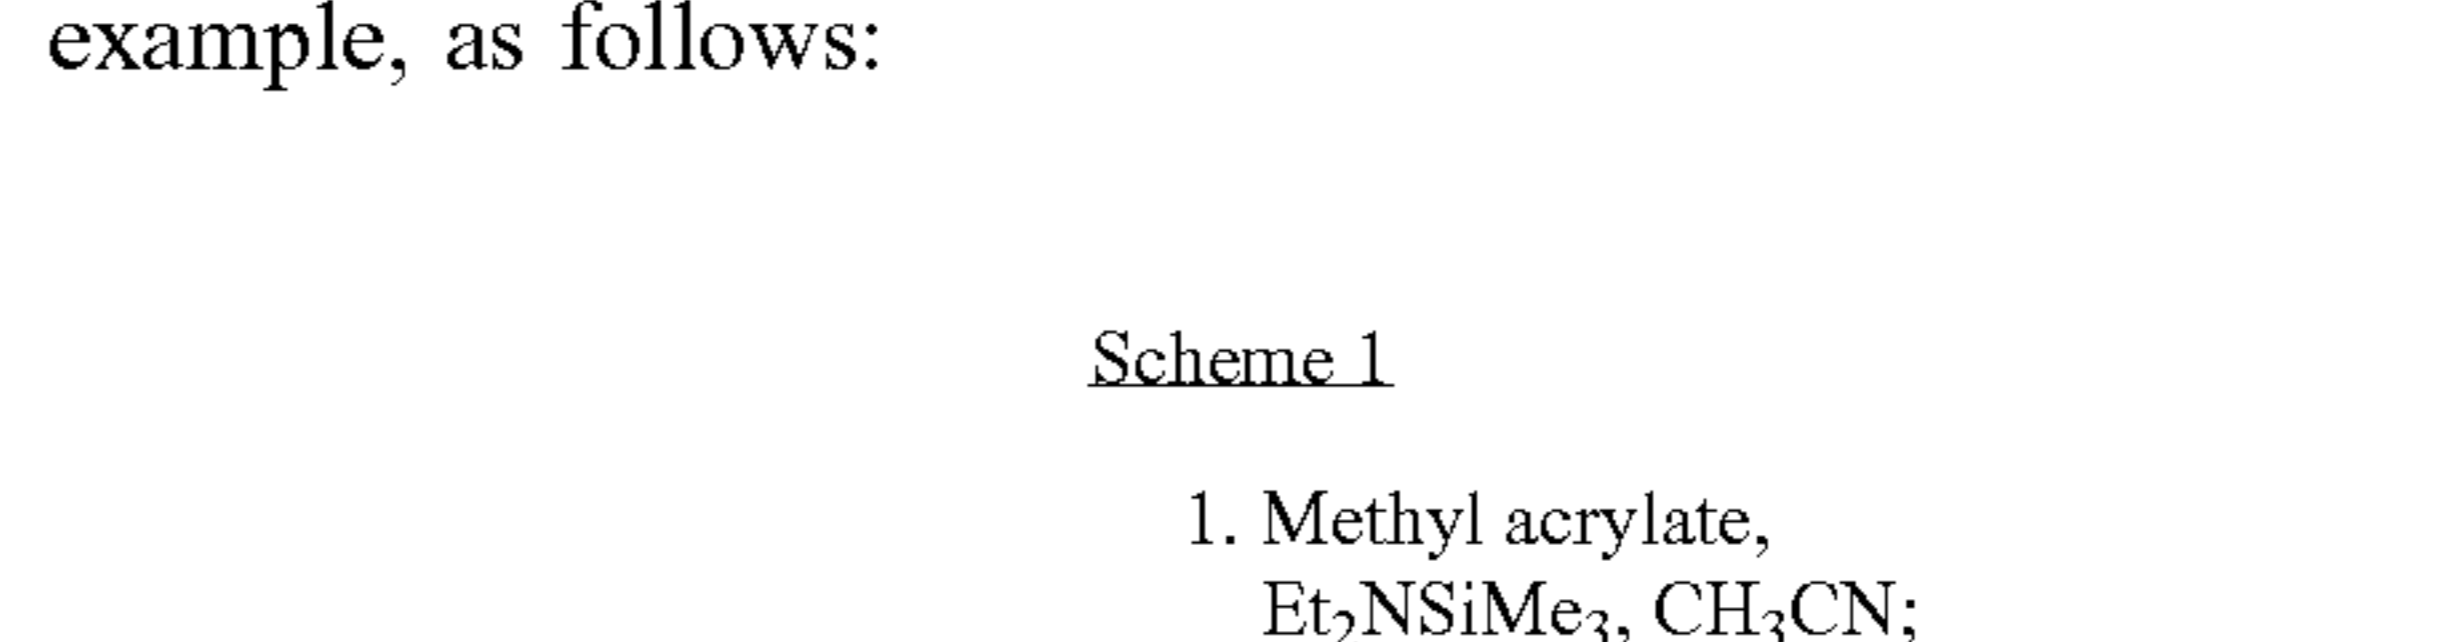 example, as follows:
Scheme 1
1. Methyl acrylate,
Et₂NSiMe₃, CH₃CN;